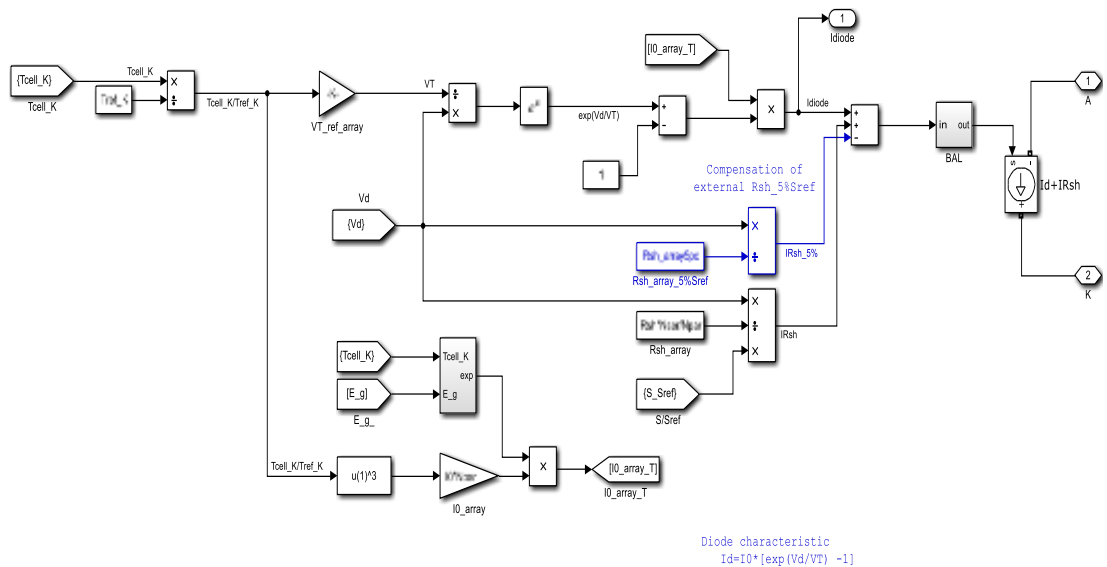 1
Idiode
[I0_array_T]
{Tcell_K}
Tcell_K
Tcell_K
X
÷
Tcell_K/Tref_K
VT_ref_array
VT
÷
X
exp(Vd/VT)
+
−
X
Idiode
+
+
−
in out
BAL
1
A
s
−
+
Id+IRsh
2
K
Compensation of
external Rsh_5%Sref
Vd
{Vd}
X
÷
IRsh_5%
Rsh_array_5%Sref
X
÷
X
IRsh
Rsh_array
{S_Sref}
S/Sref
{Tcell_K}
[E_g]
E_g_
Tcell_K
exp
E_g
Tcell_K/Tref_K
u(1)^3
I0_array
X
[I0_array_T]
I0_array_T
Diode characteristic
Id=I0*[exp(Vd/VT) -1]